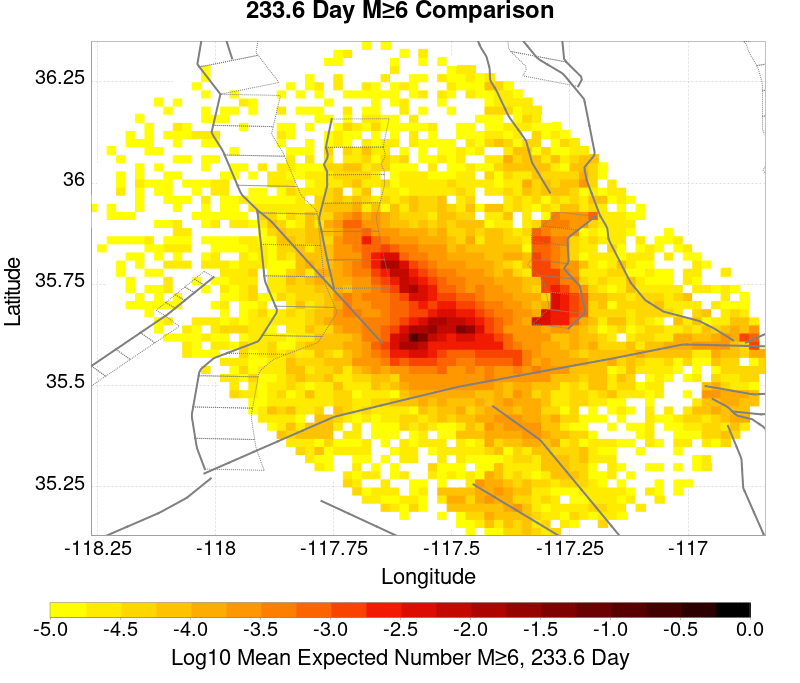 233.6 Day M≥6 Comparison
36.25
36
35.75
35.5
35.25
Latitude
-118.25 -118 -117.75 -117.5 -117.25 -117
Longitude
-5.0 -4.5 -4.0 -3.5 -3.0 -2.5 -2.0 -1.5 -1.0 -0.5 0.0
Log10 Mean Expected Number M≥6, 233.6 Day